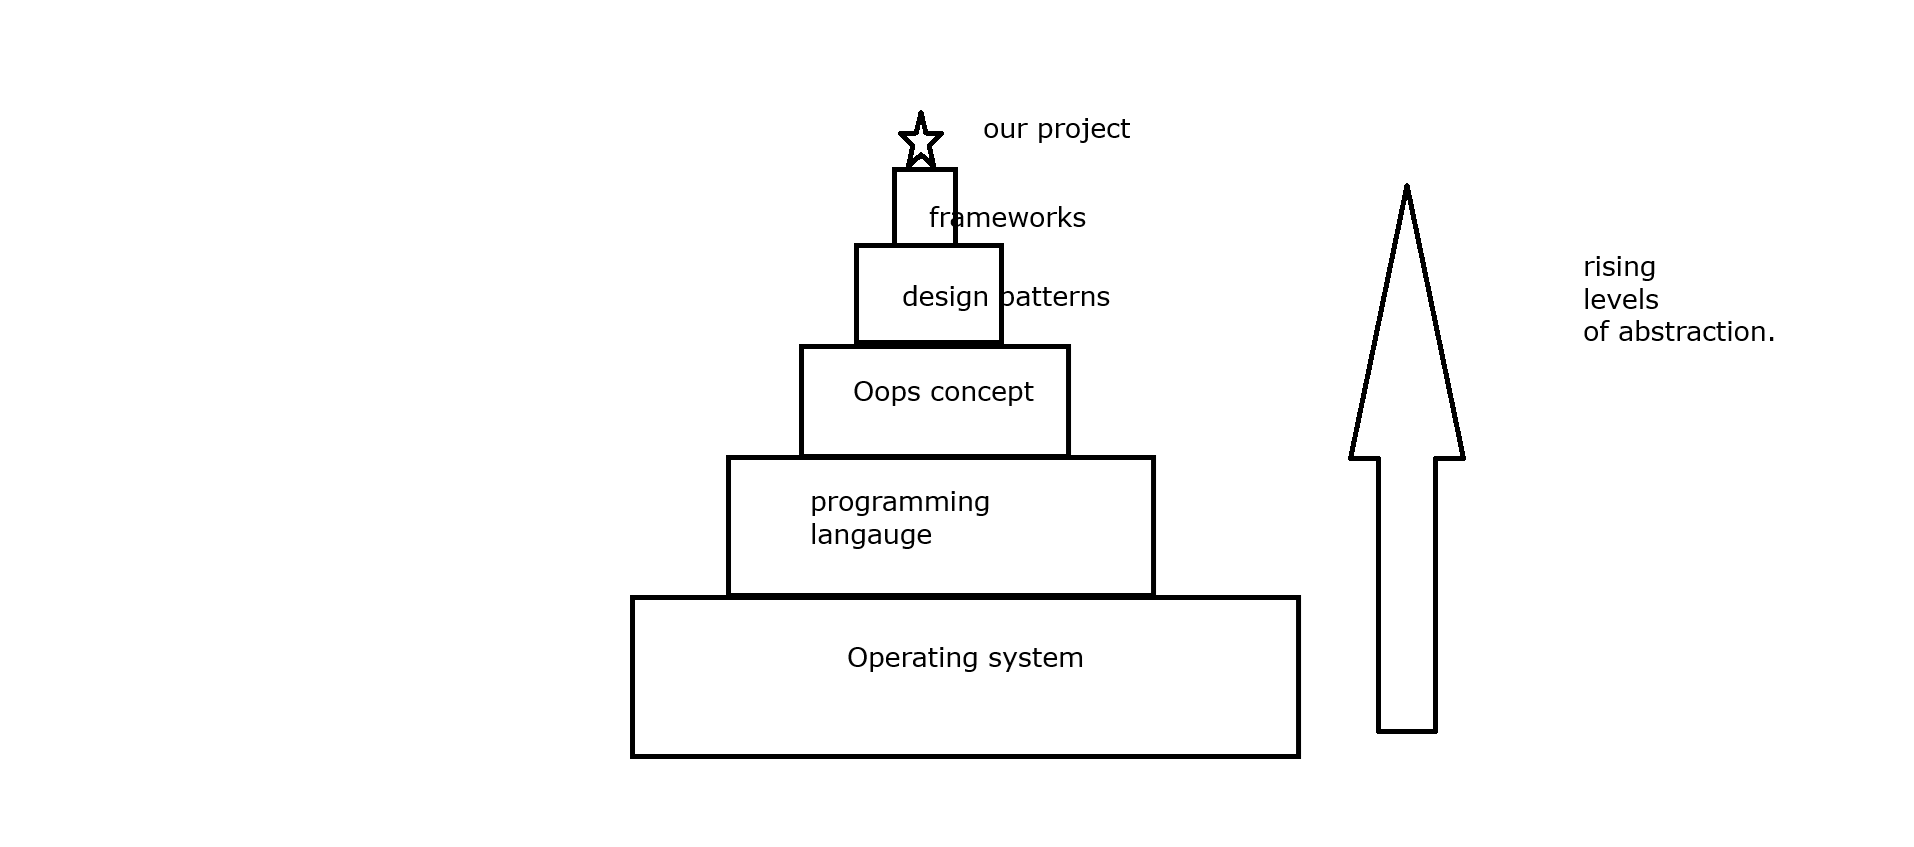 our project
frameworks
design patterns
Oops concept
programming
langauge
Operating system
rising
levels
of abstraction.